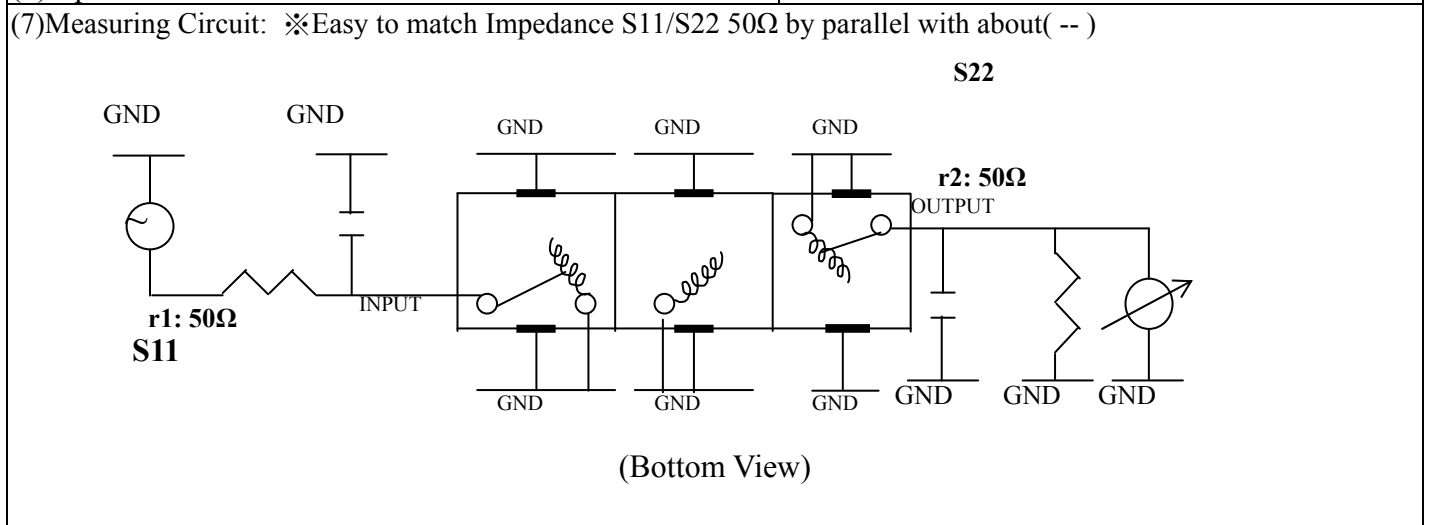 (7)Measuring Circuit: ※Easy to match Impedance S11/S22 50Ω by parallel with about( -- )
S22
GND
GND
GND
GND
GND
r2: 50Ω
OUTPUT
INPUT
r1: 50Ω
S11
GND
GND
GND
GND
GND
GND
(Bottom View)